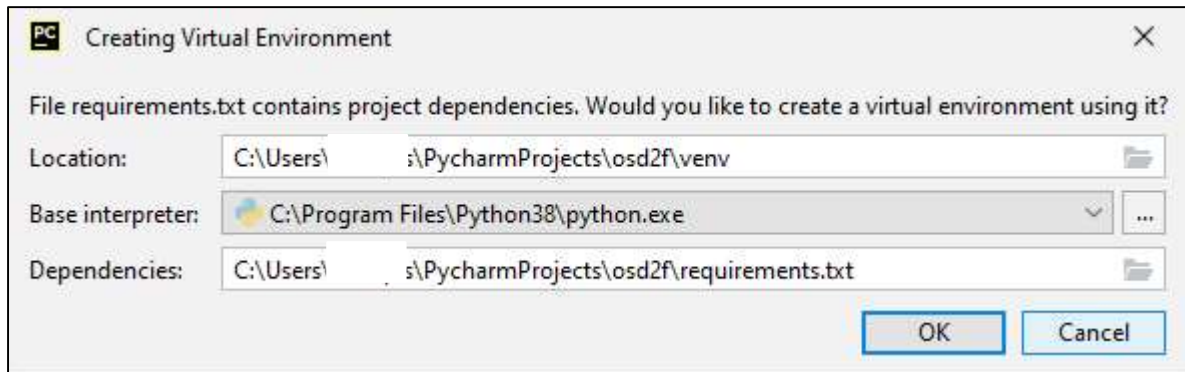 PC Creating Virtual Environment
File requirements.txt contains project dependencies. Would you like to create a virtual environment using it?
Location: C:\Users\ s\PycharmProjects\osd2f\venv
Base interpreter: C:\Program Files\Python38\python.exe ...
Dependencies: C:\Users\ s\PycharmProjects\osd2f\requirements.txt
OK Cancel